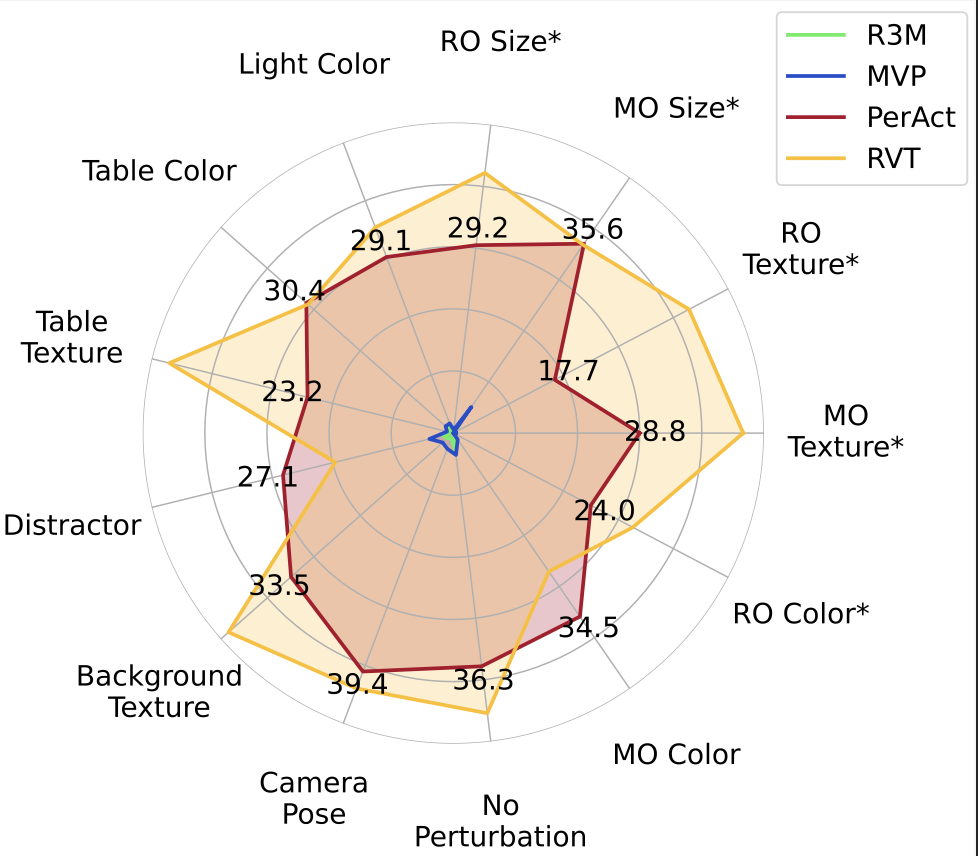 RO Size*
Light Color
MO Size*
Table Color
RO
Texture*
29.2
35.6
29.1
30.4
Table
Texture
17.7
23.2
MO
Texture*
28.8
27.1
24.0
Distractor
33.5
RO Color*
34.5
Background
Texture
39.4
36.3
MO Color
Camera
Pose
No
Perturbation
R3M
MVP
PerAct
RVT